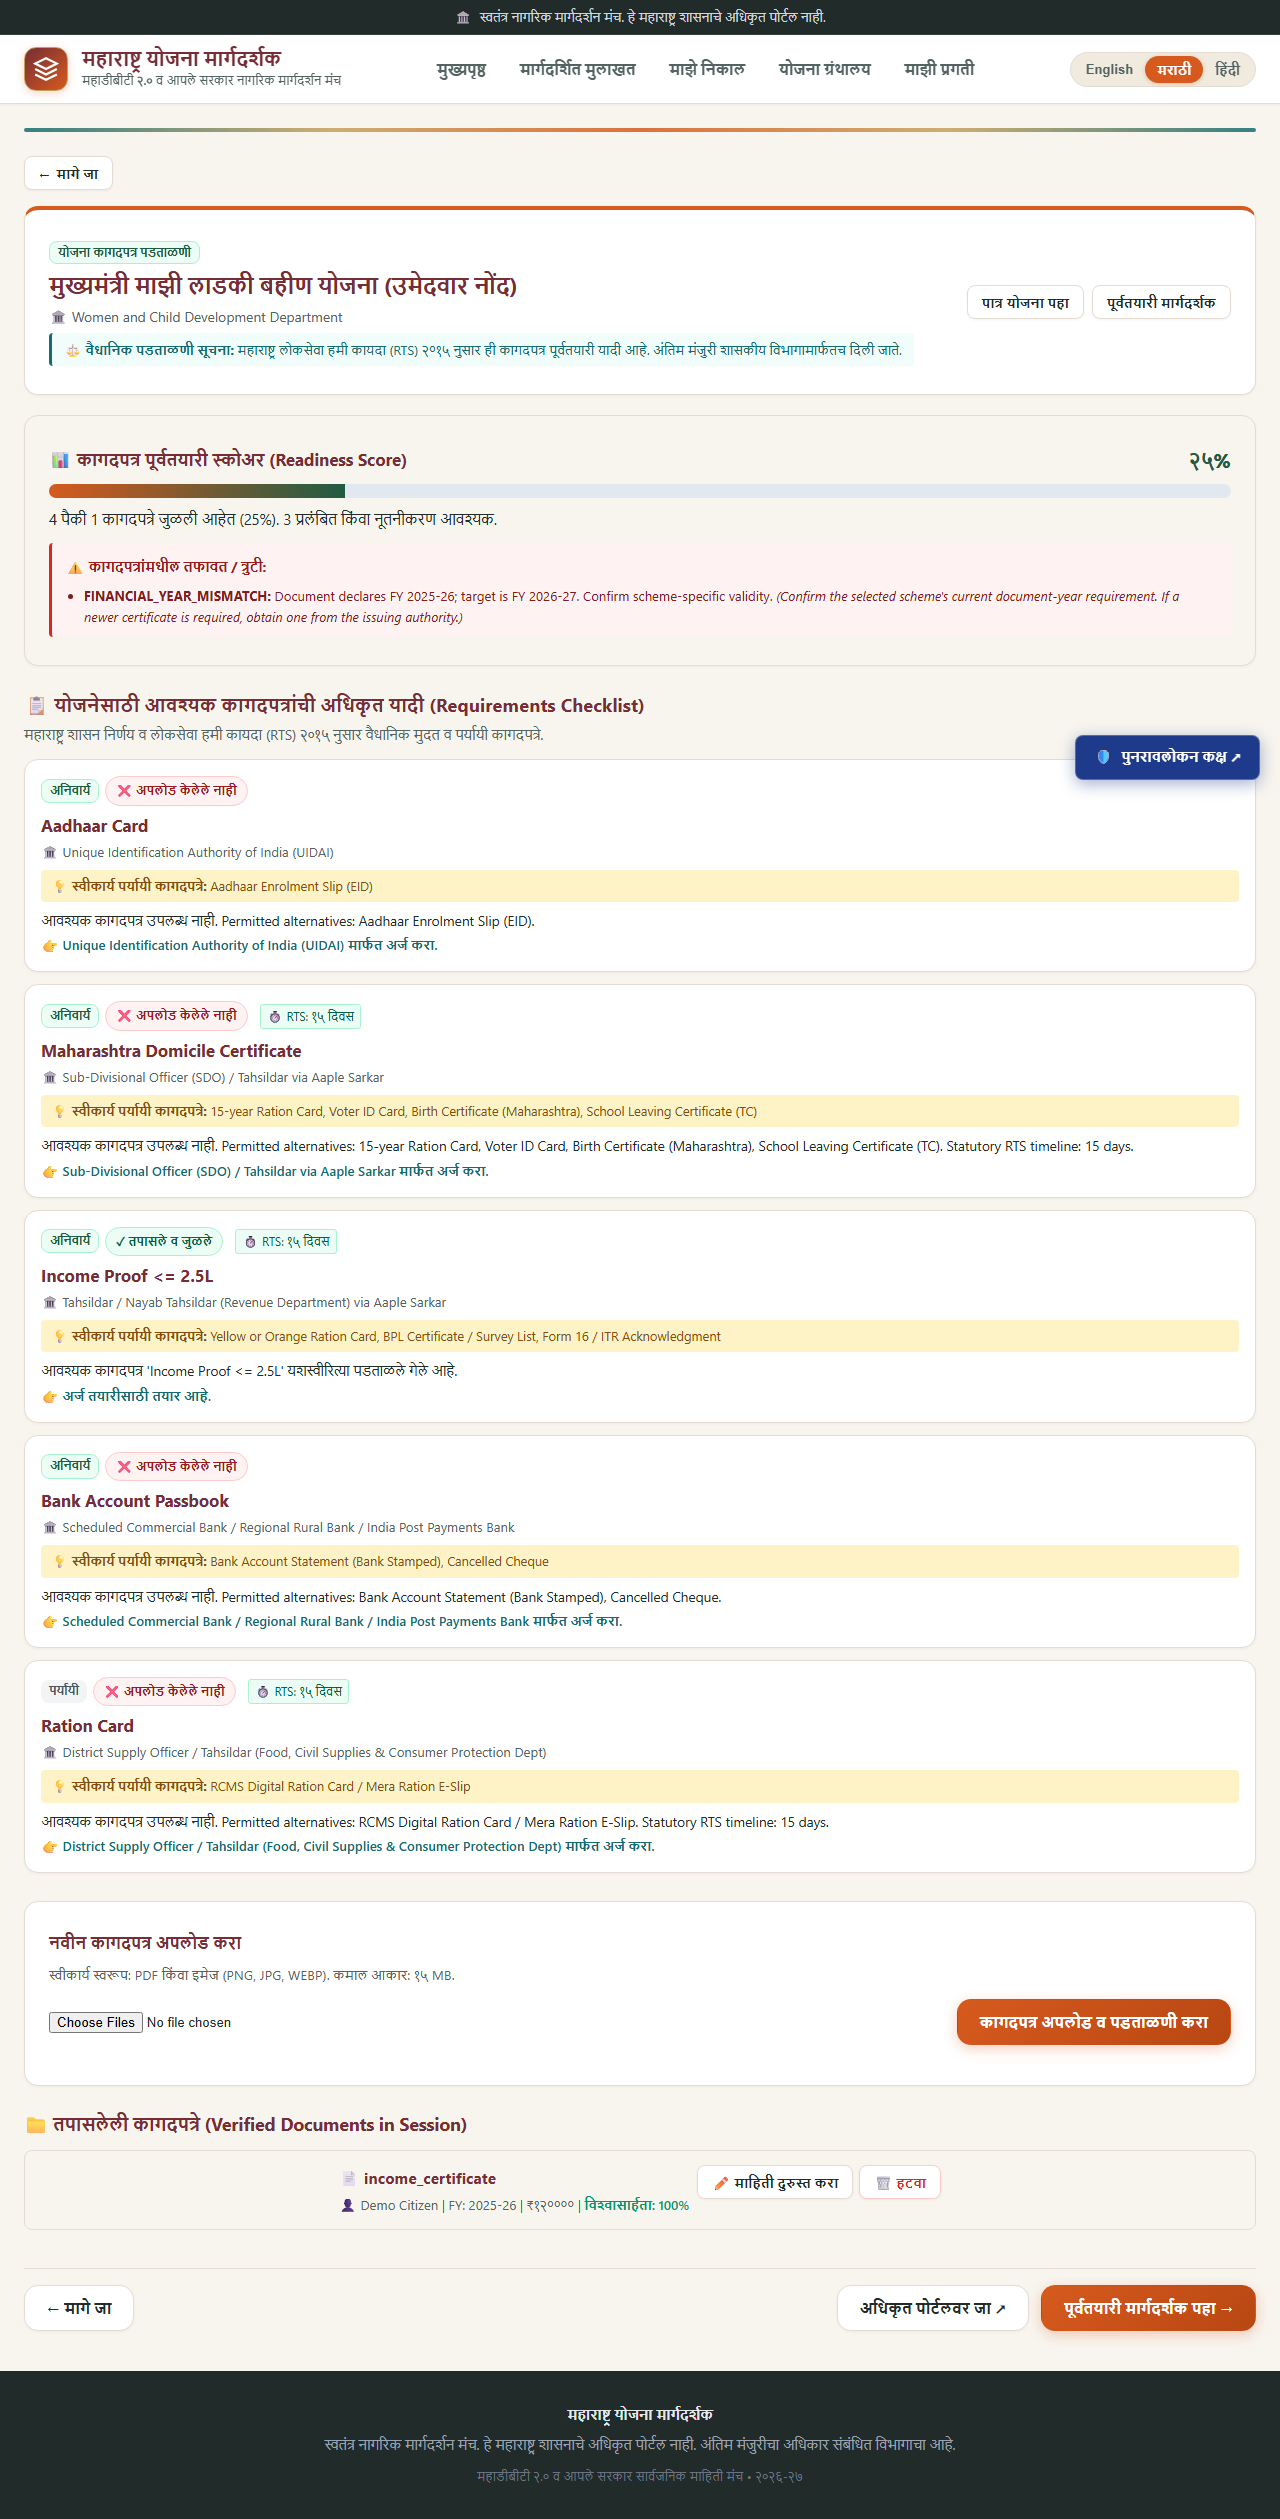 स्वतंत्र नागरिक मार्गदर्शन मंच. हे महाराष्ट्र शासनाचे अधिकृत पोर्टल नाही.
महाराष्ट्र योजना मार्गदर्शक
महाडीबीटी २.० व आपले सरकार नागरिक मार्गदर्शन मंच
मुख्यपृष्ठ
मार्गदर्शित मुलाखत
माझे निकाल
योजना ग्रंथालय
माझी प्रगती
English
मराठी
हिंदी
← मागे जा
योजना कागदपत्र पडताळणी
मुख्यमंत्री माझी लाडकी बहीण योजना (उमेदवार नोंद)
Women and Child Development Department
वैधानिक पडताळणी सूचना: महाराष्ट्र लोकसेवा हमी कायदा (RTS) २०१५ नुसार ही कागदपत्र पूर्वतयारी यादी आहे. अंतिम मंजुरी शासकीय विभागामार्फतच दिली जाते.
पात्र योजना पहा
पूर्वतयारी मार्गदर्शक
कागदपत्र पूर्वतयारी स्कोअर (Readiness Score)
२५%
4 पैकी 1 कागदपत्रे जुळली आहेत (25%). 3 प्रलंबित किंवा नूतनीकरण आवश्यक.
कागदपत्रांमधील तफावत / त्रुटी:
• FINANCIAL_YEAR_MISMATCH: Document declares FY 2025-26; target is FY 2026-27. Confirm scheme-specific validity. (Confirm the selected scheme's current document-year requirement. If a
newer certificate is required, obtain one from the issuing authority.)
योजनेसाठी आवश्यक कागदपत्रांची अधिकृत यादी (Requirements Checklist)
महाराष्ट्र शासन निर्णय व लोकसेवा हमी कायदा (RTS) २०१५ नुसार वैधानिक मुदत व पर्यायी कागदपत्रे.
पुनरावलोकन कक्ष ↗
अनिवार्य
❌ अपलोड केलेले नाही
Aadhaar Card
Unique Identification Authority of India (UIDAI)
स्वीकार्य पर्यायी कागदपत्रे: Aadhaar Enrolment Slip (EID)
आवश्यक कागदपत्र उपलब्ध नाही. Permitted alternatives: Aadhaar Enrolment Slip (EID).
Unique Identification Authority of India (UIDAI) मार्फत अर्ज करा.
अनिवार्य
❌ अपलोड केलेले नाही
RTS: १५ दिवस
Maharashtra Domicile Certificate
Sub-Divisional Officer (SDO) / Tahsildar via Aaple Sarkar
स्वीकार्य पर्यायी कागदपत्रे: 15-year Ration Card, Voter ID Card, Birth Certificate (Maharashtra), School Leaving Certificate (TC)
आवश्यक कागदपत्र उपलब्ध नाही. Permitted alternatives: 15-year Ration Card, Voter ID Card, Birth Certificate (Maharashtra), School Leaving Certificate (TC). Statutory RTS timeline: 15 days.
Sub-Divisional Officer (SDO) / Tahsildar via Aaple Sarkar मार्फत अर्ज करा.
अनिवार्य
✓ तपासले व जुळले
RTS: १५ दिवस
Income Proof <= 2.5L
Tahsildar / Nayab Tahsildar (Revenue Department) via Aaple Sarkar
स्वीकार्य पर्यायी कागदपत्रे: Yellow or Orange Ration Card, BPL Certificate / Survey List, Form 16 / ITR Acknowledgment
आवश्यक कागदपत्र 'Income Proof <= 2.5L' यशस्वीरित्या पडताळले गेले आहे.
अर्ज तयारीसाठी तयार आहे.
अनिवार्य
❌ अपलोड केलेले नाही
Bank Account Passbook
Scheduled Commercial Bank / Regional Rural Bank / India Post Payments Bank
स्वीकार्य पर्यायी कागदपत्रे: Bank Account Statement (Bank Stamped), Cancelled Cheque
आवश्यक कागदपत्र उपलब्ध नाही. Permitted alternatives: Bank Account Statement (Bank Stamped), Cancelled Cheque.
Scheduled Commercial Bank / Regional Rural Bank / India Post Payments Bank मार्फत अर्ज करा.
पर्यायी
❌ अपलोड केलेले नाही
RTS: १५ दिवस
Ration Card
District Supply Officer / Tahsildar (Food, Civil Supplies & Consumer Protection Dept)
स्वीकार्य पर्यायी कागदपत्रे: RCMS Digital Ration Card / Mera Ration E-Slip
आवश्यक कागदपत्र उपलब्ध नाही. Permitted alternatives: RCMS Digital Ration Card / Mera Ration E-Slip. Statutory RTS timeline: 15 days.
District Supply Officer / Tahsildar (Food, Civil Supplies & Consumer Protection Dept) मार्फत अर्ज करा.
नवीन कागदपत्र अपलोड करा
स्वीकार्य स्वरूप: PDF किंवा इमेज (PNG, JPG, WEBP). कमाल आकार: १५ MB.
Choose Files No file chosen
कागदपत्र अपलोड व पडताळणी करा
तपासलेली कागदपत्रे (Verified Documents in Session)
income_certificate
Demo Citizen | FY: 2025-26 | ₹१२०००० | विश्वासार्हता: 100%
माहिती दुरुस्त करा
हटवा
← मागे जा
अधिकृत पोर्टलवर जा ↗
पूर्वतयारी मार्गदर्शक पहा →
महाराष्ट्र योजना मार्गदर्शक
स्वतंत्र नागरिक मार्गदर्शन मंच. हे महाराष्ट्र शासनाचे अधिकृत पोर्टल नाही. अंतिम मंजुरीचा अधिकार संबंधित विभागाचा आहे.
महाडीबीटी २.० व आपले सरकार सार्वजनिक माहिती मंच • २०२६-२७